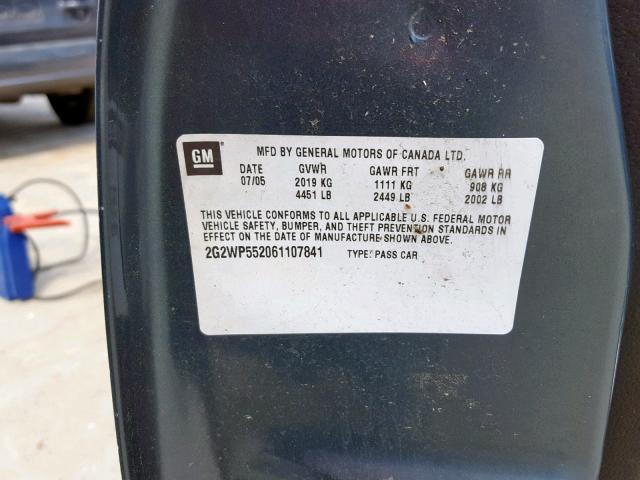 GM
MFD BY GENERAL MOTORS OF CANADA LTD.
DATE GVWR GAWR FRT GAWR RR
07/05 2019 KG 1111 KG 908 KG
4451 LB 2449 LB 2002 LB
THIS VEHICLE CONFORMS TO ALL APPLICABLE U.S. FEDERAL MOTOR
VEHICLE SAFETY, BUMPER, AND THEFT PREVENTION STANDARDS IN
EFFECT ON THE DATE OF MANUFACTURE SHOWN ABOVE.
2G2WP552061107841 TYPE: PASS CAR